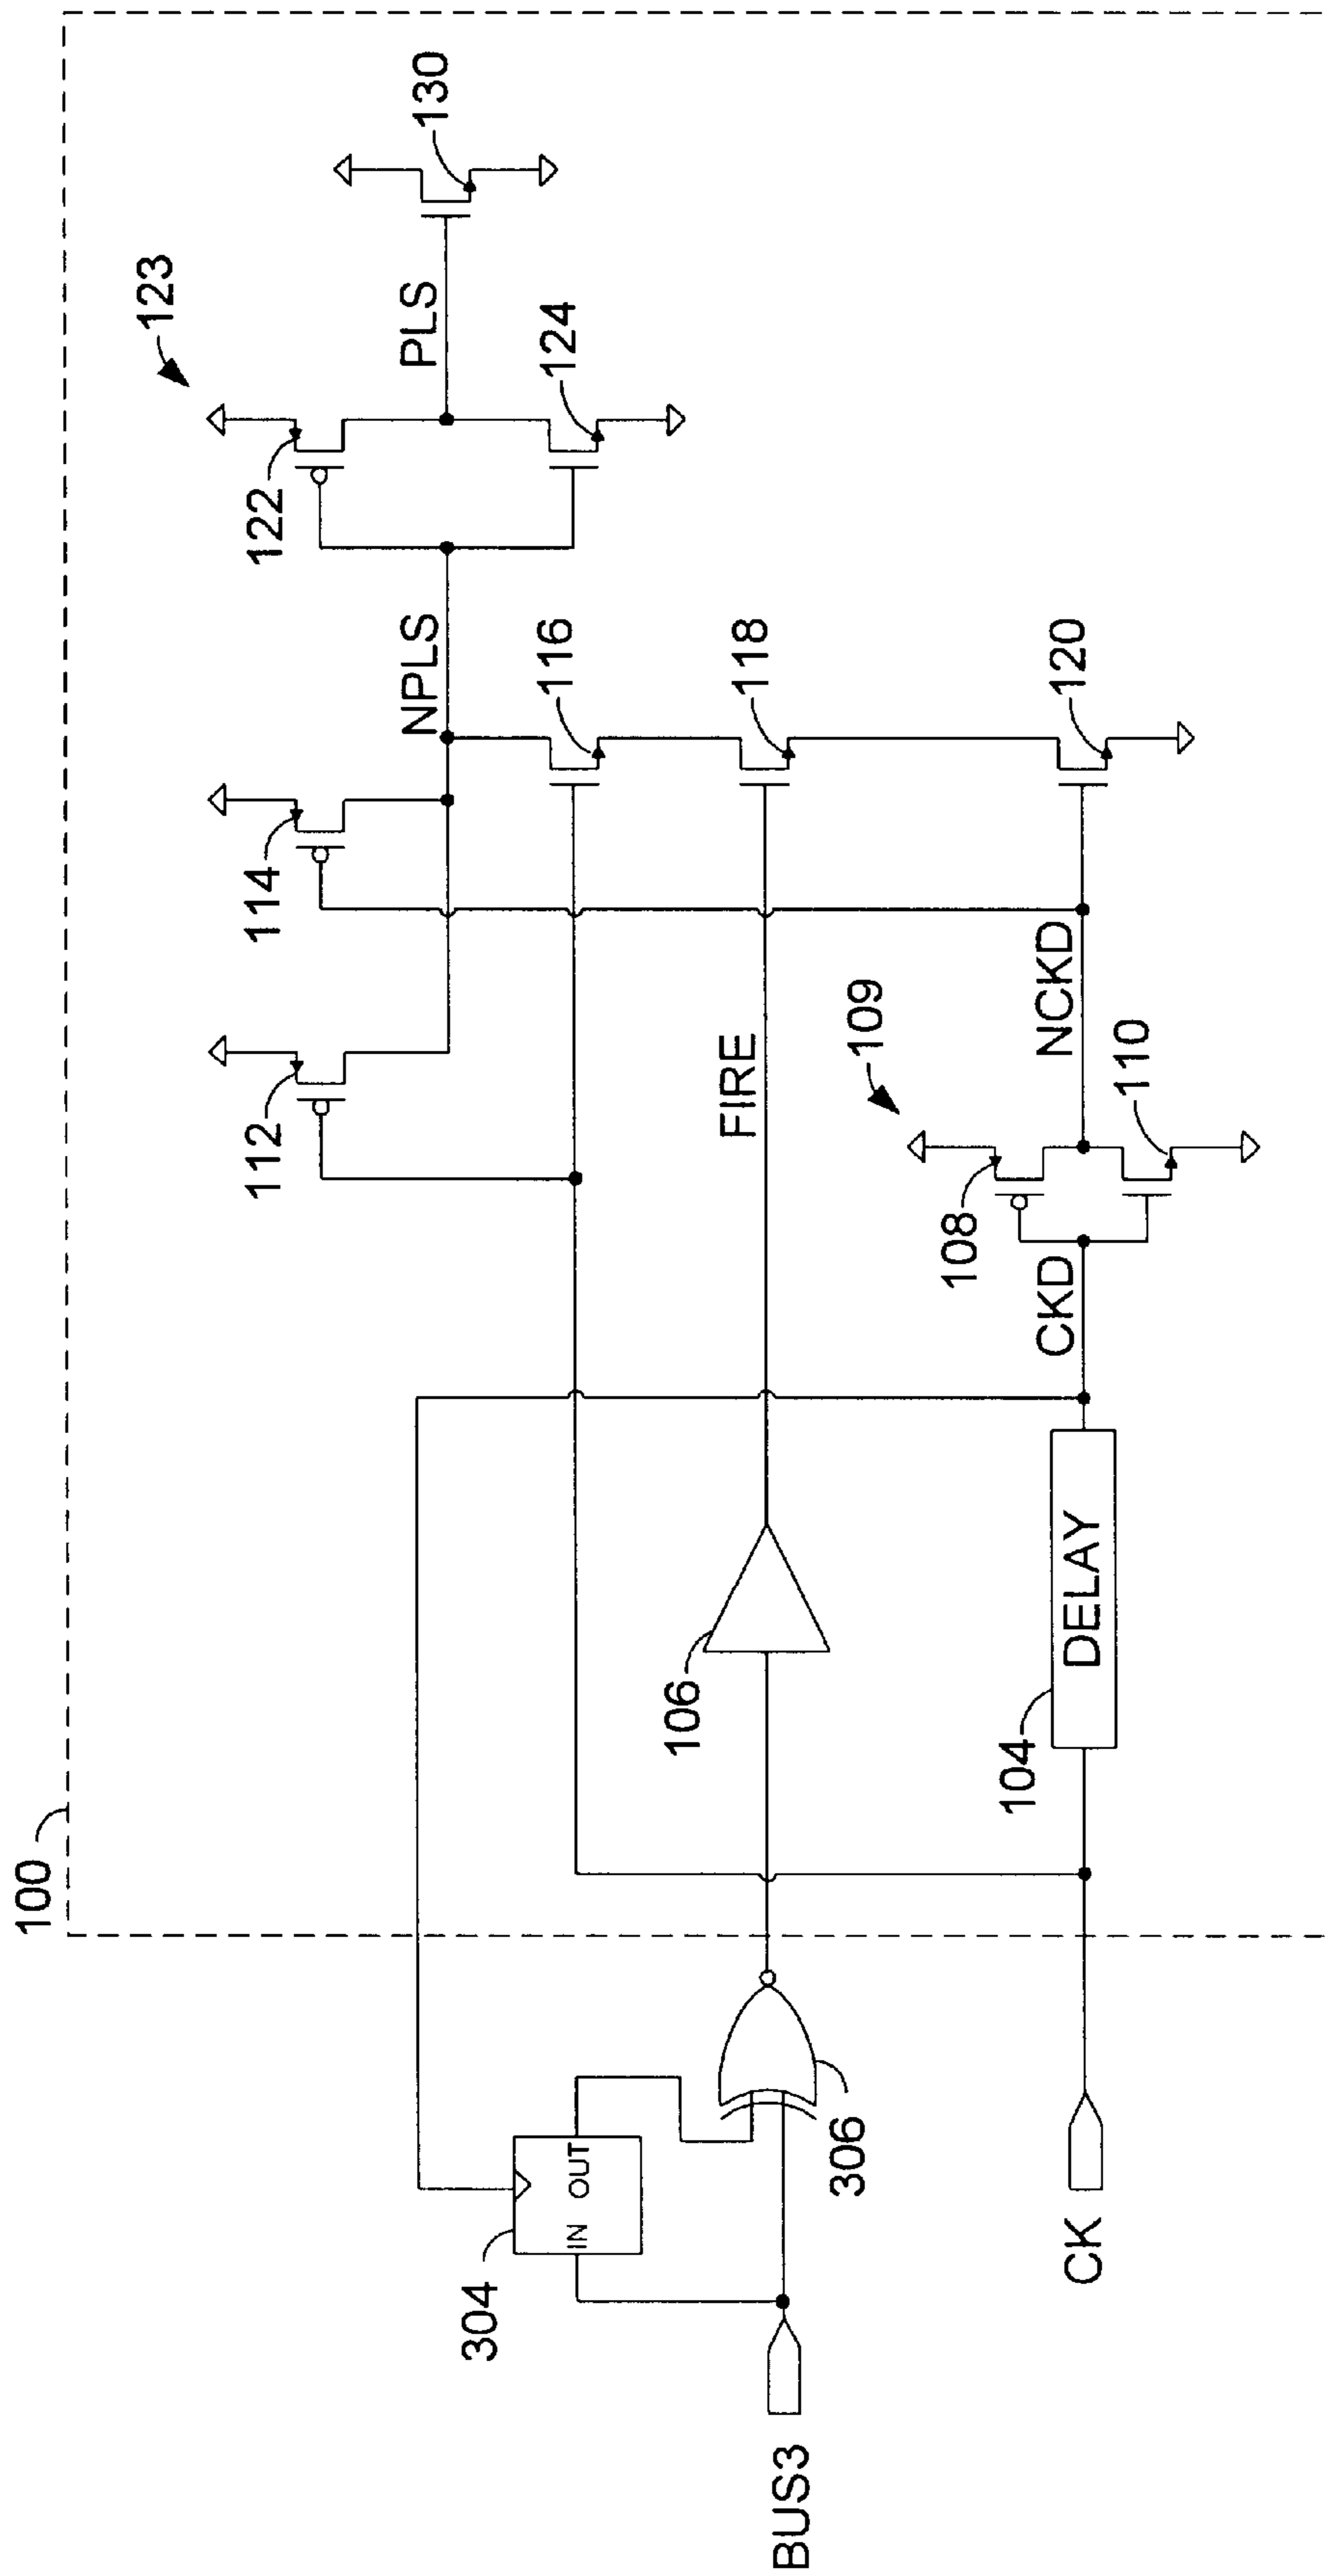 100
BUS3
304
IN
OUT
306
CK
104
DELAY
106
CKD
108
109
110
NCKD
FIRE
112
114
NPLS
116
118
120
122
123
124
PLS
130